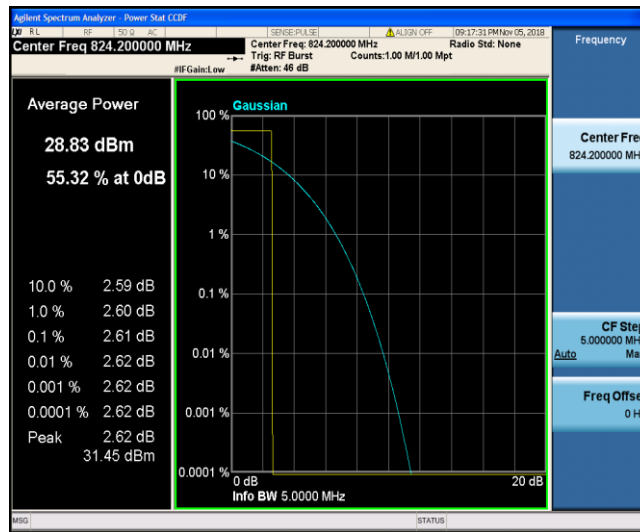 Agilent Spectrum Analyzer - Power Stat CCDF
RL RF 50 Ω AC SENSE:PULSE ALIGN OFF 09:17:31 PM Nov 05, 2018
Center Freq 824.200000 MHz Center Freq: 824.200000 MHz Radio Std: None
Trig: RF Burst Counts:1.00 M/1.00 Mpt
#IFGain:Low #Atten: 46 dB
Frequency
Average Power
28.83 dBm
55.32 % at 0dB
10.0 % 2.59 dB
1.0 % 2.60 dB
0.1 % 2.61 dB
0.01 % 2.62 dB
0.001 % 2.62 dB
0.0001 % 2.62 dB
Peak 2.62 dB
31.45 dBm
Gaussian
100 %
10 %
1 %
0.1 %
0.01 %
0.001 %
0.0001 %
0 dB 20 dB
Info BW 5.0000 MHz
Center Fre
824.200000 MH
CF Step
5.000000 MH
Auto Ma
Freq Offse
0 H
MSG STATUS